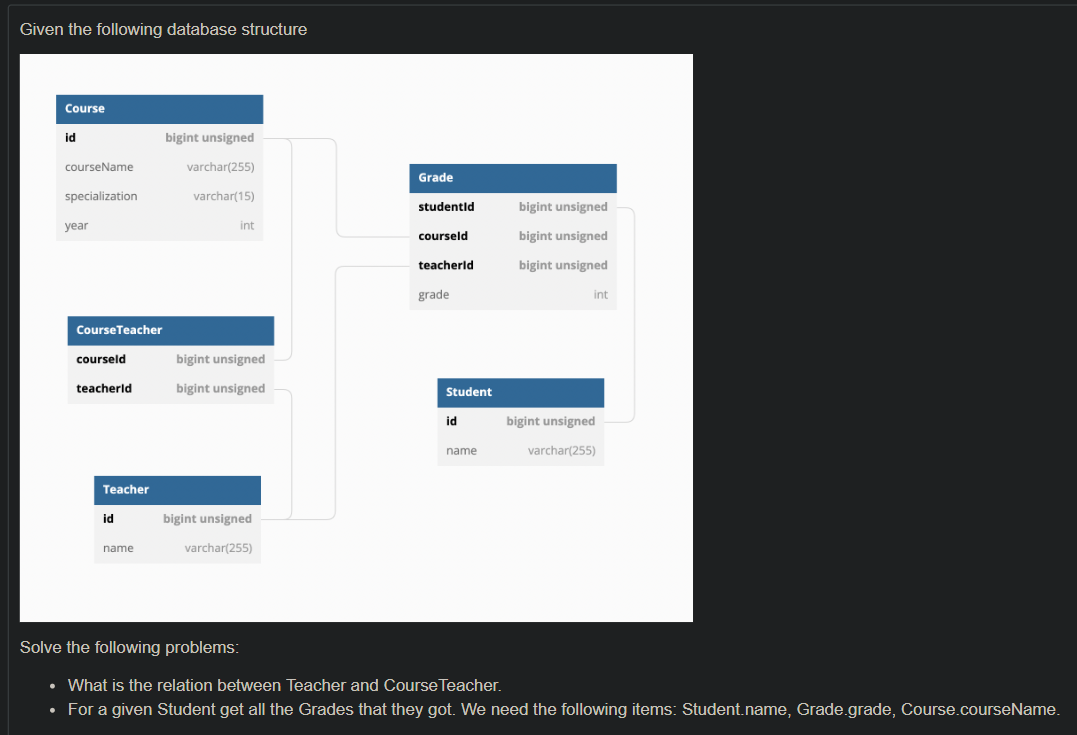 Given the following database structure
Course
id bigint unsigned
courseName varchar(255)
specialization varchar(15)
year int
Grade
studentId bigint unsigned
courseId bigint unsigned
teacherId bigint unsigned
grade int
CourseTeacher
courseId bigint unsigned
teacherId bigint unsigned
Student
id bigint unsigned
name varchar(255)
Teacher
id bigint unsigned
name varchar(255)
Solve the following problems:
• What is the relation between Teacher and CourseTeacher.
• For a given Student get all the Grades that they got. We need the following items: Student.name, Grade.grade, Course.courseName.